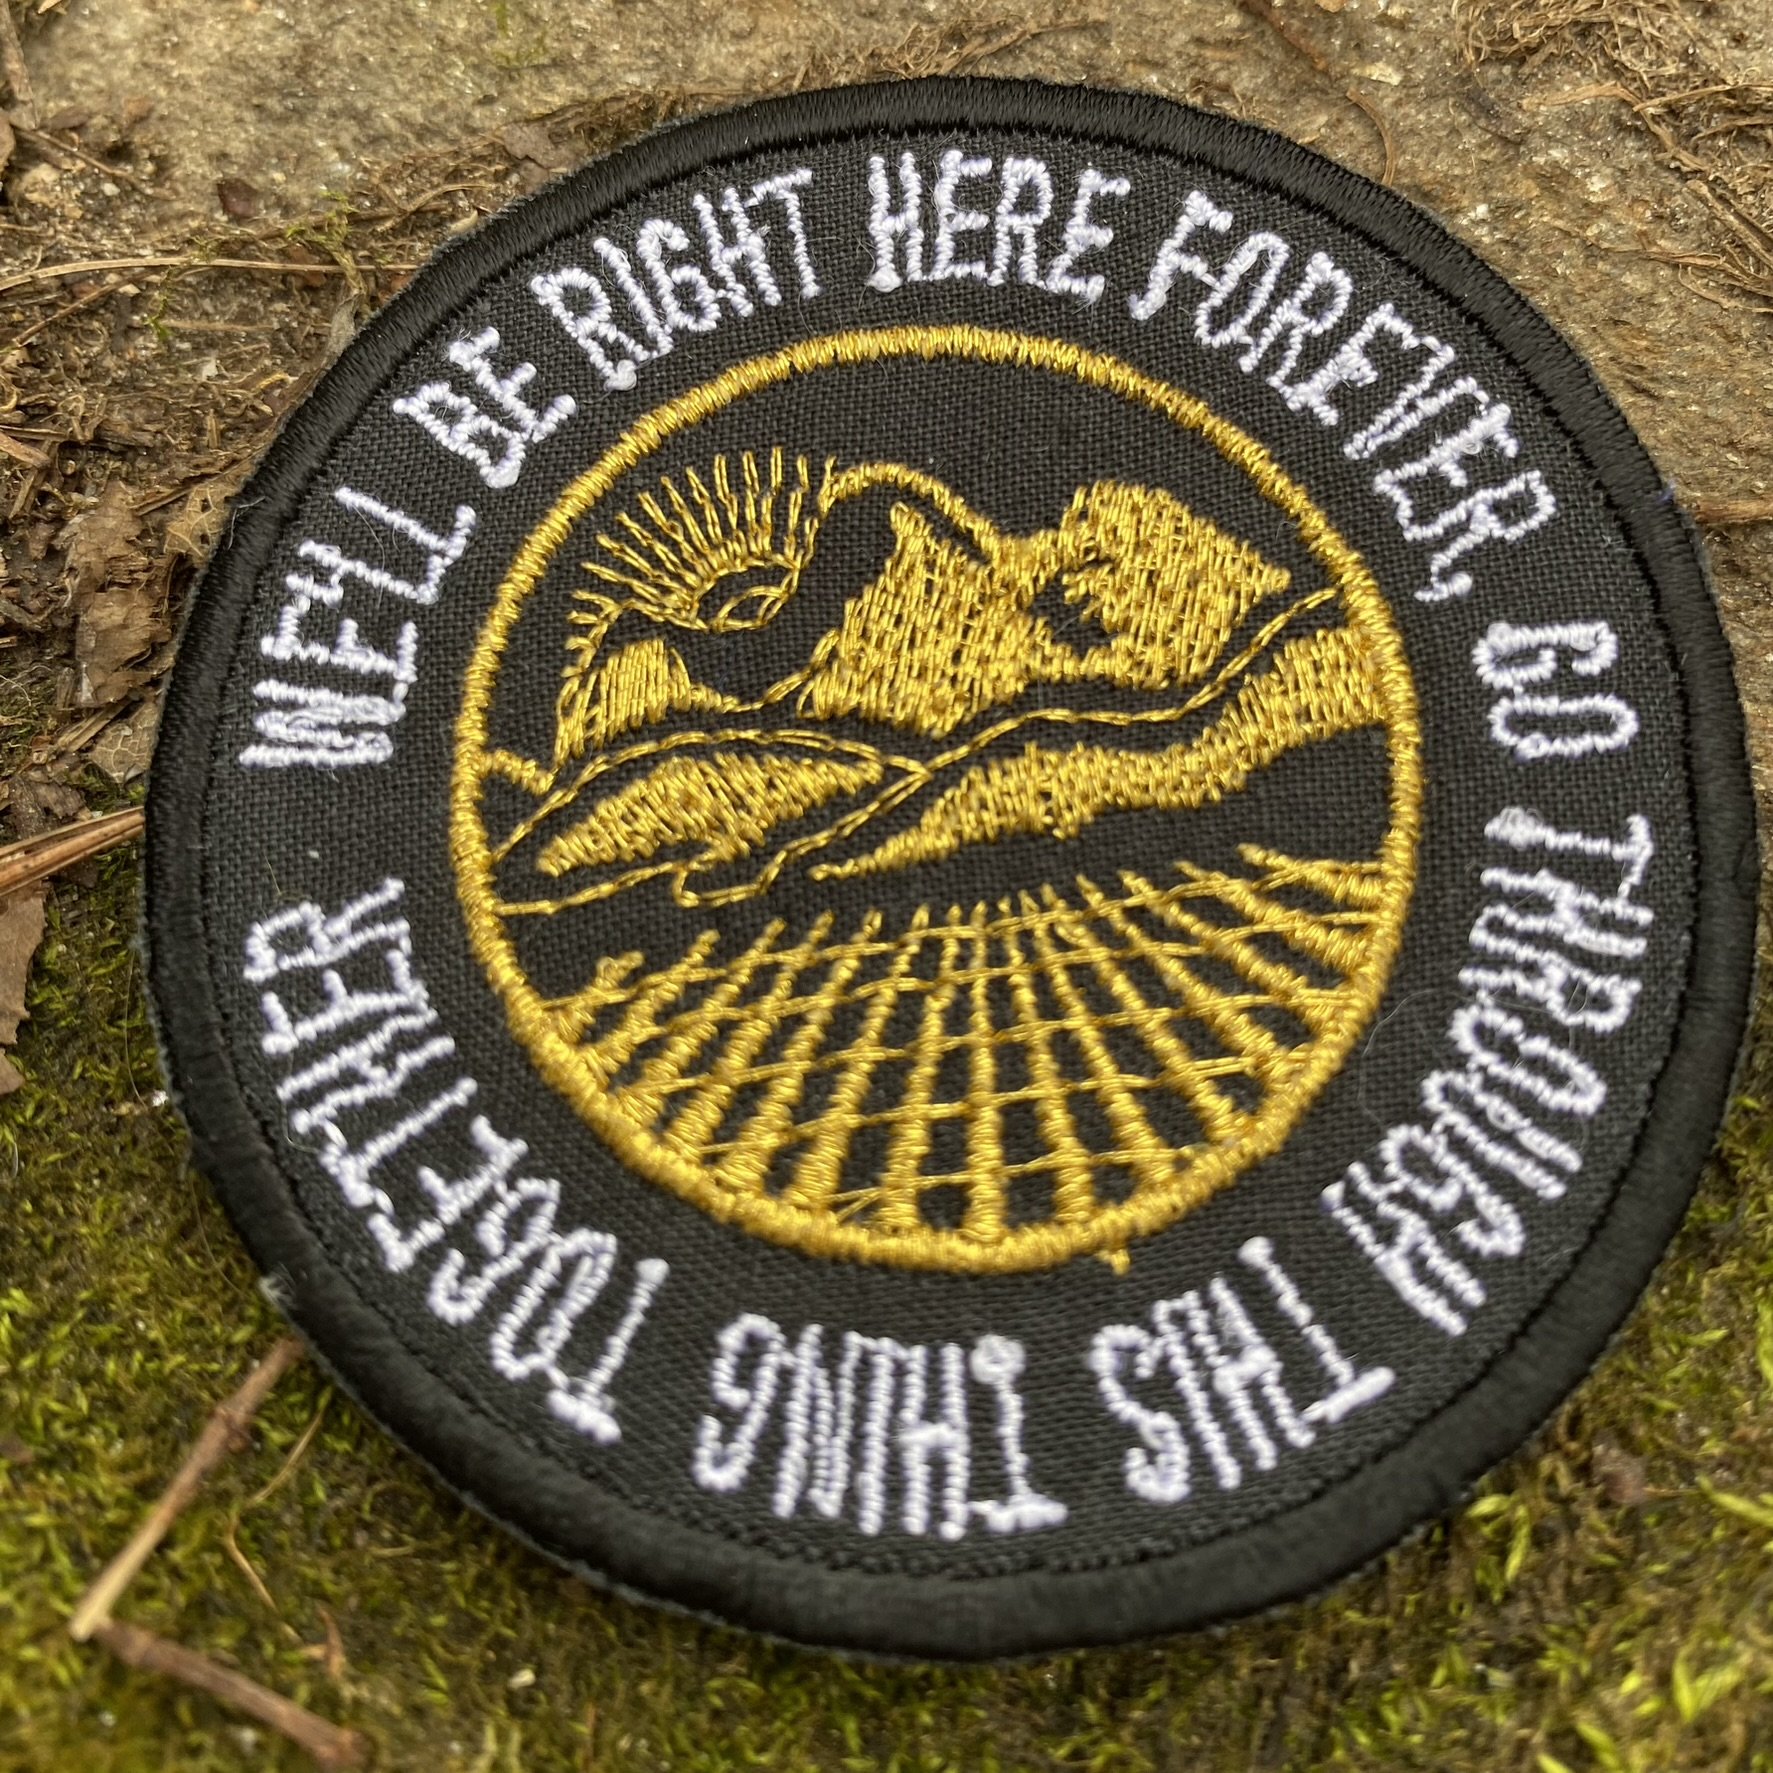 WE'LL BE RIGHT HERE FOREVER, GO THROUGH THIS THING TOGETHER